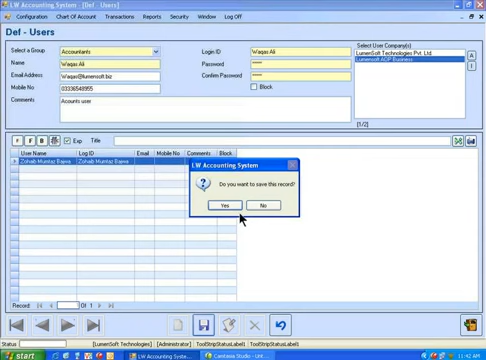 LW Accounting System - [Def Users]
Configuration Chart Of Account Transactions Reports Security Window Log Off
Def - Users
Select a Group Accountants
Name Waqas Ali
Email Address Waqas@lumensoft.biz
Mobile No 03336548955
Comments Acounts user
Login ID Waqas Ali
Password
Confirm Password
Block
Select User Company(s)
LumenSoft Technologies Pvt. Ltd.
Lumensoft ADP Business
A
I
[1/2]
F B Exp Title
User Name Log ID Email Mobile No Comments Block
Zohaib Mumtaz Bajwa Zohaib Mumtaz Bajwa
LW Accounting System
Do you want to save this record?
Yes No
Record Of 1
Status [LumenSoft Technologies] [Administrator] ToolStripStatusLabel1 ToolStripStatusLabel1
start LW Accounting System... Camtasia Studio - Unt... 11:42 AM